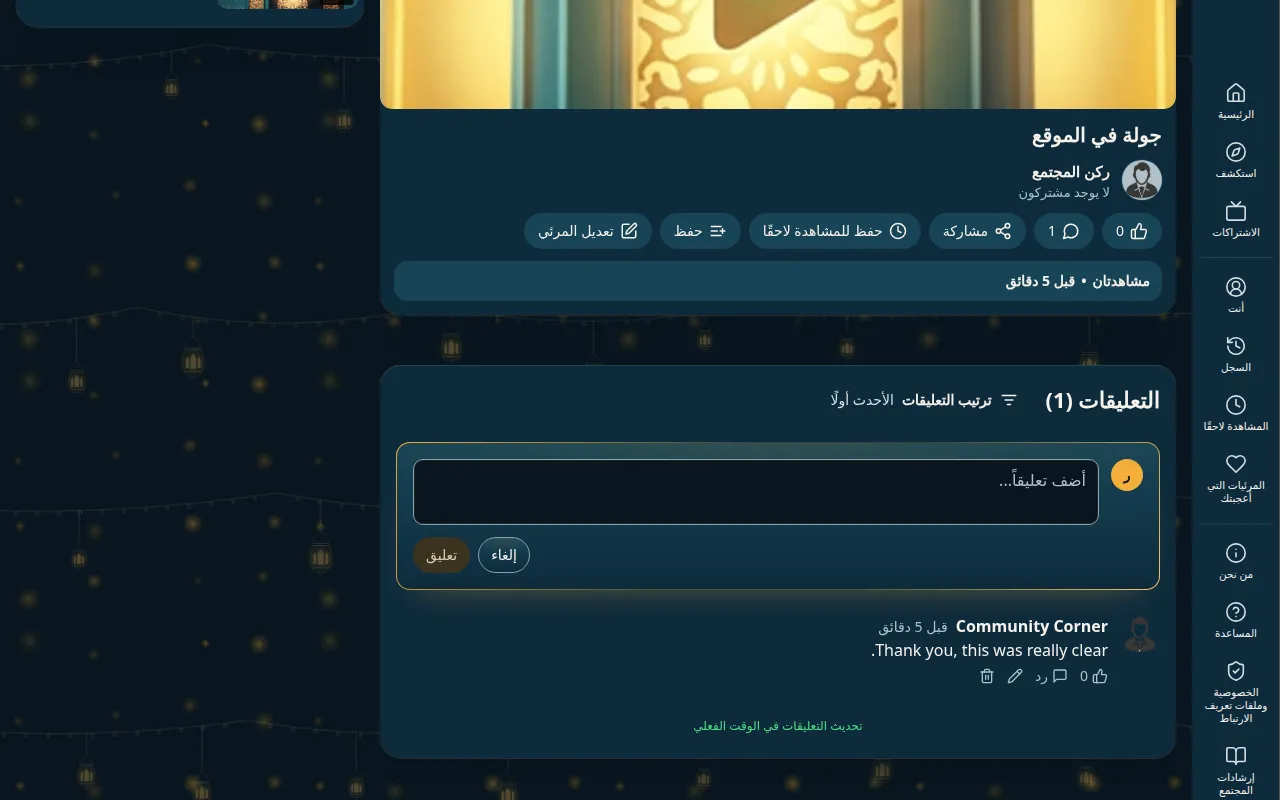 الرئيسية
استكشف
الاشتراكات
أنت
السجل
المشاهدة لاحقًا
المرئيات التي
أعجبتك
من نحن
المساعدة
الخصوصية
وملفات تعريف
الارتباط
إرشادات
المجتمع
جولة في الموقع
ركن المجتمع
لا يوجد مشتركون
0
1
مشاركة
حفظ للمشاهدة لاحقًا
حفظ
تعديل المرئي
مشاهدتان • قبل 5 دقائق
التعليقات (1)
ترتيب التعليقات الأحدث أولًا
ر
أضف تعليقاً...
إلغاء
تعليق
Community Corner قبل 5 دقائق
.Thank you, this was really clear
0 رد
تحديث التعليقات في الوقت الفعلي